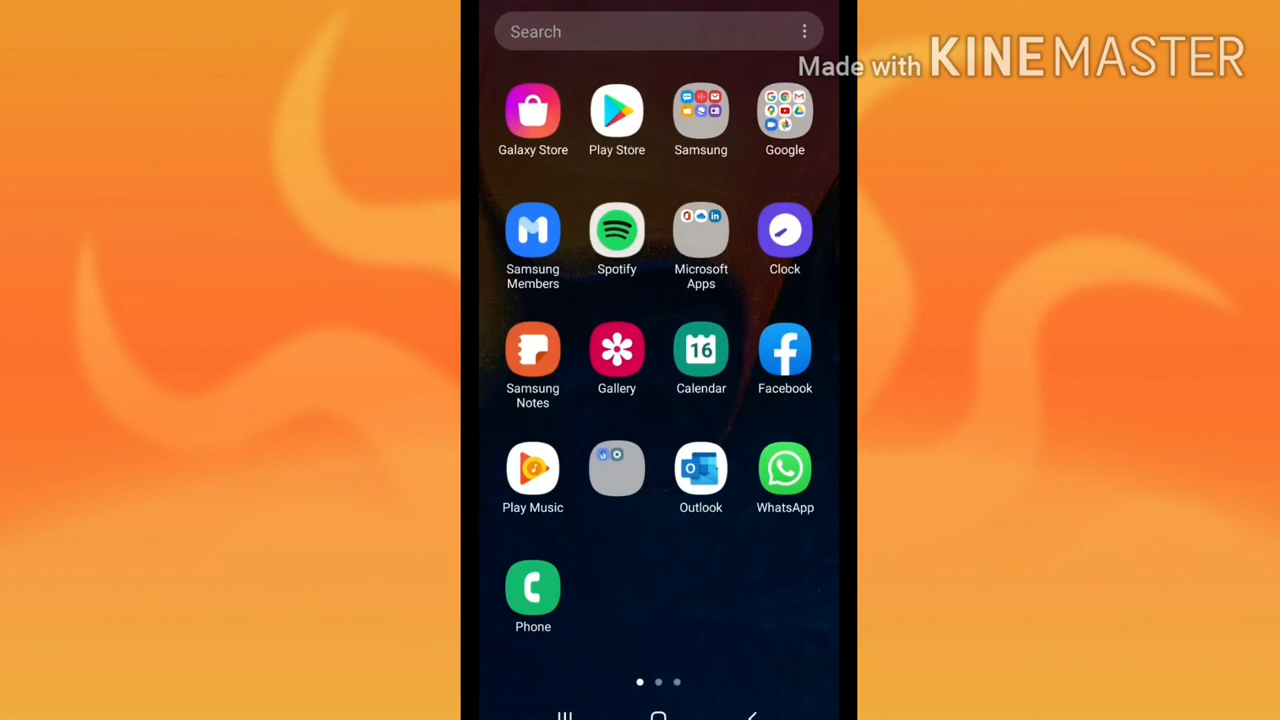 Search
Made with KINEMASTER
Galaxy Store
Play Store
Samsung
Google
Samsung
Members
Spotify
Microsoft
Apps
Clock
Samsung
Notes
Gallery
16
Calendar
Facebook
Play Music
Outlook
WhatsApp
Phone